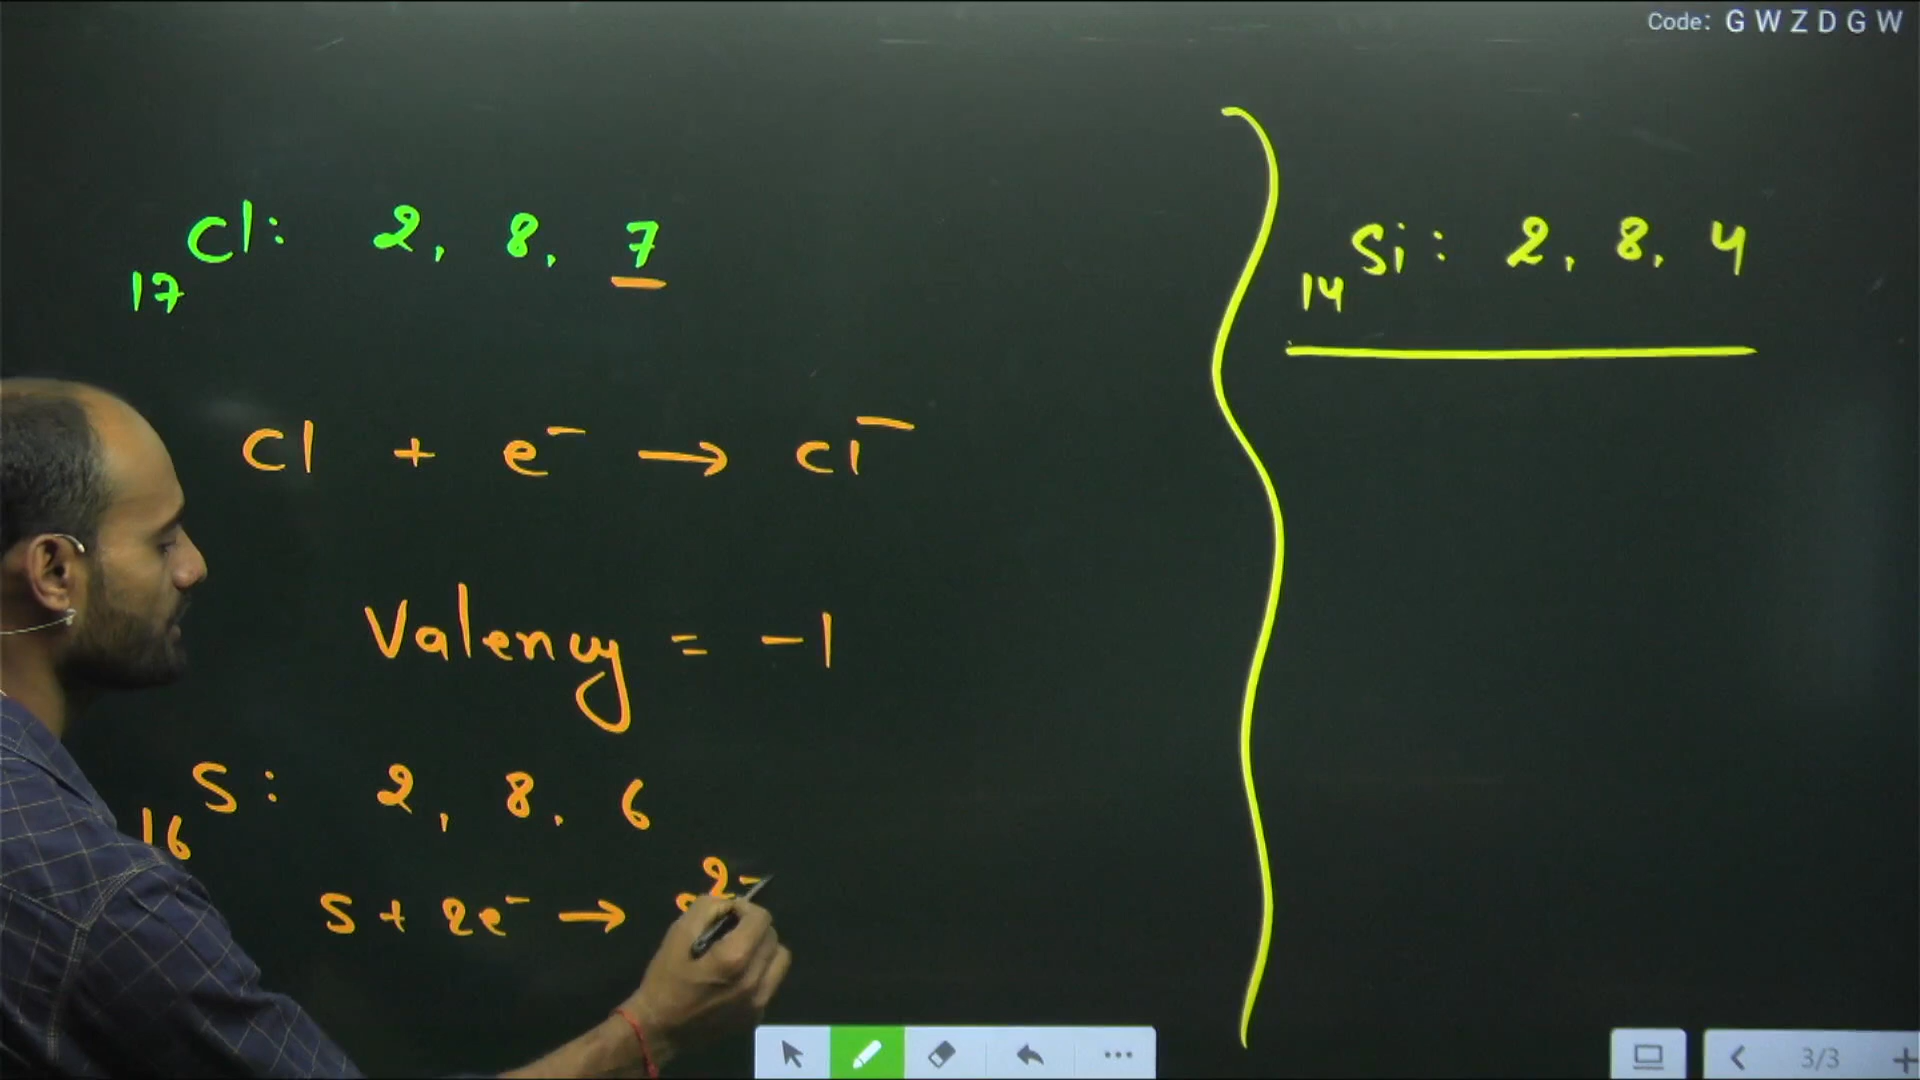 Code: G W Z D G W
17Cl: 2, 8, 7
Cl + e⁻ → Cl⁻
Valency = -1
16S: 2, 8, 6
S + 2e⁻ → S²⁻
14Si: 2, 8, 4
3/3